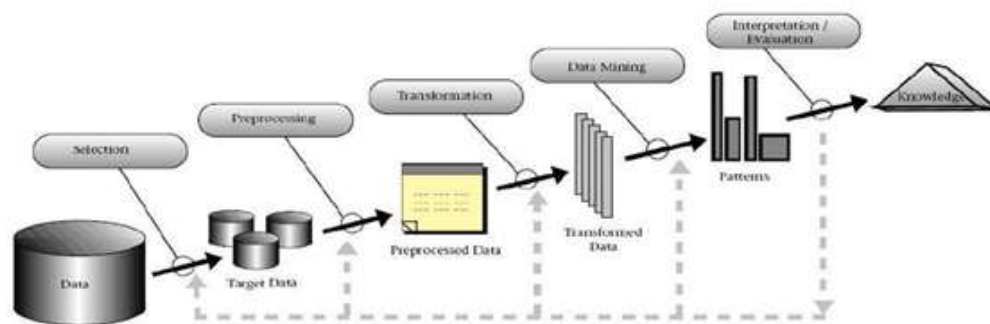 Interpretation /
Evaluation
Data Mining
Transformation
Preprocessing
Selection
Knowledge
Patterns
Transformed
Data
Preprocessed Data
Target Data
Data